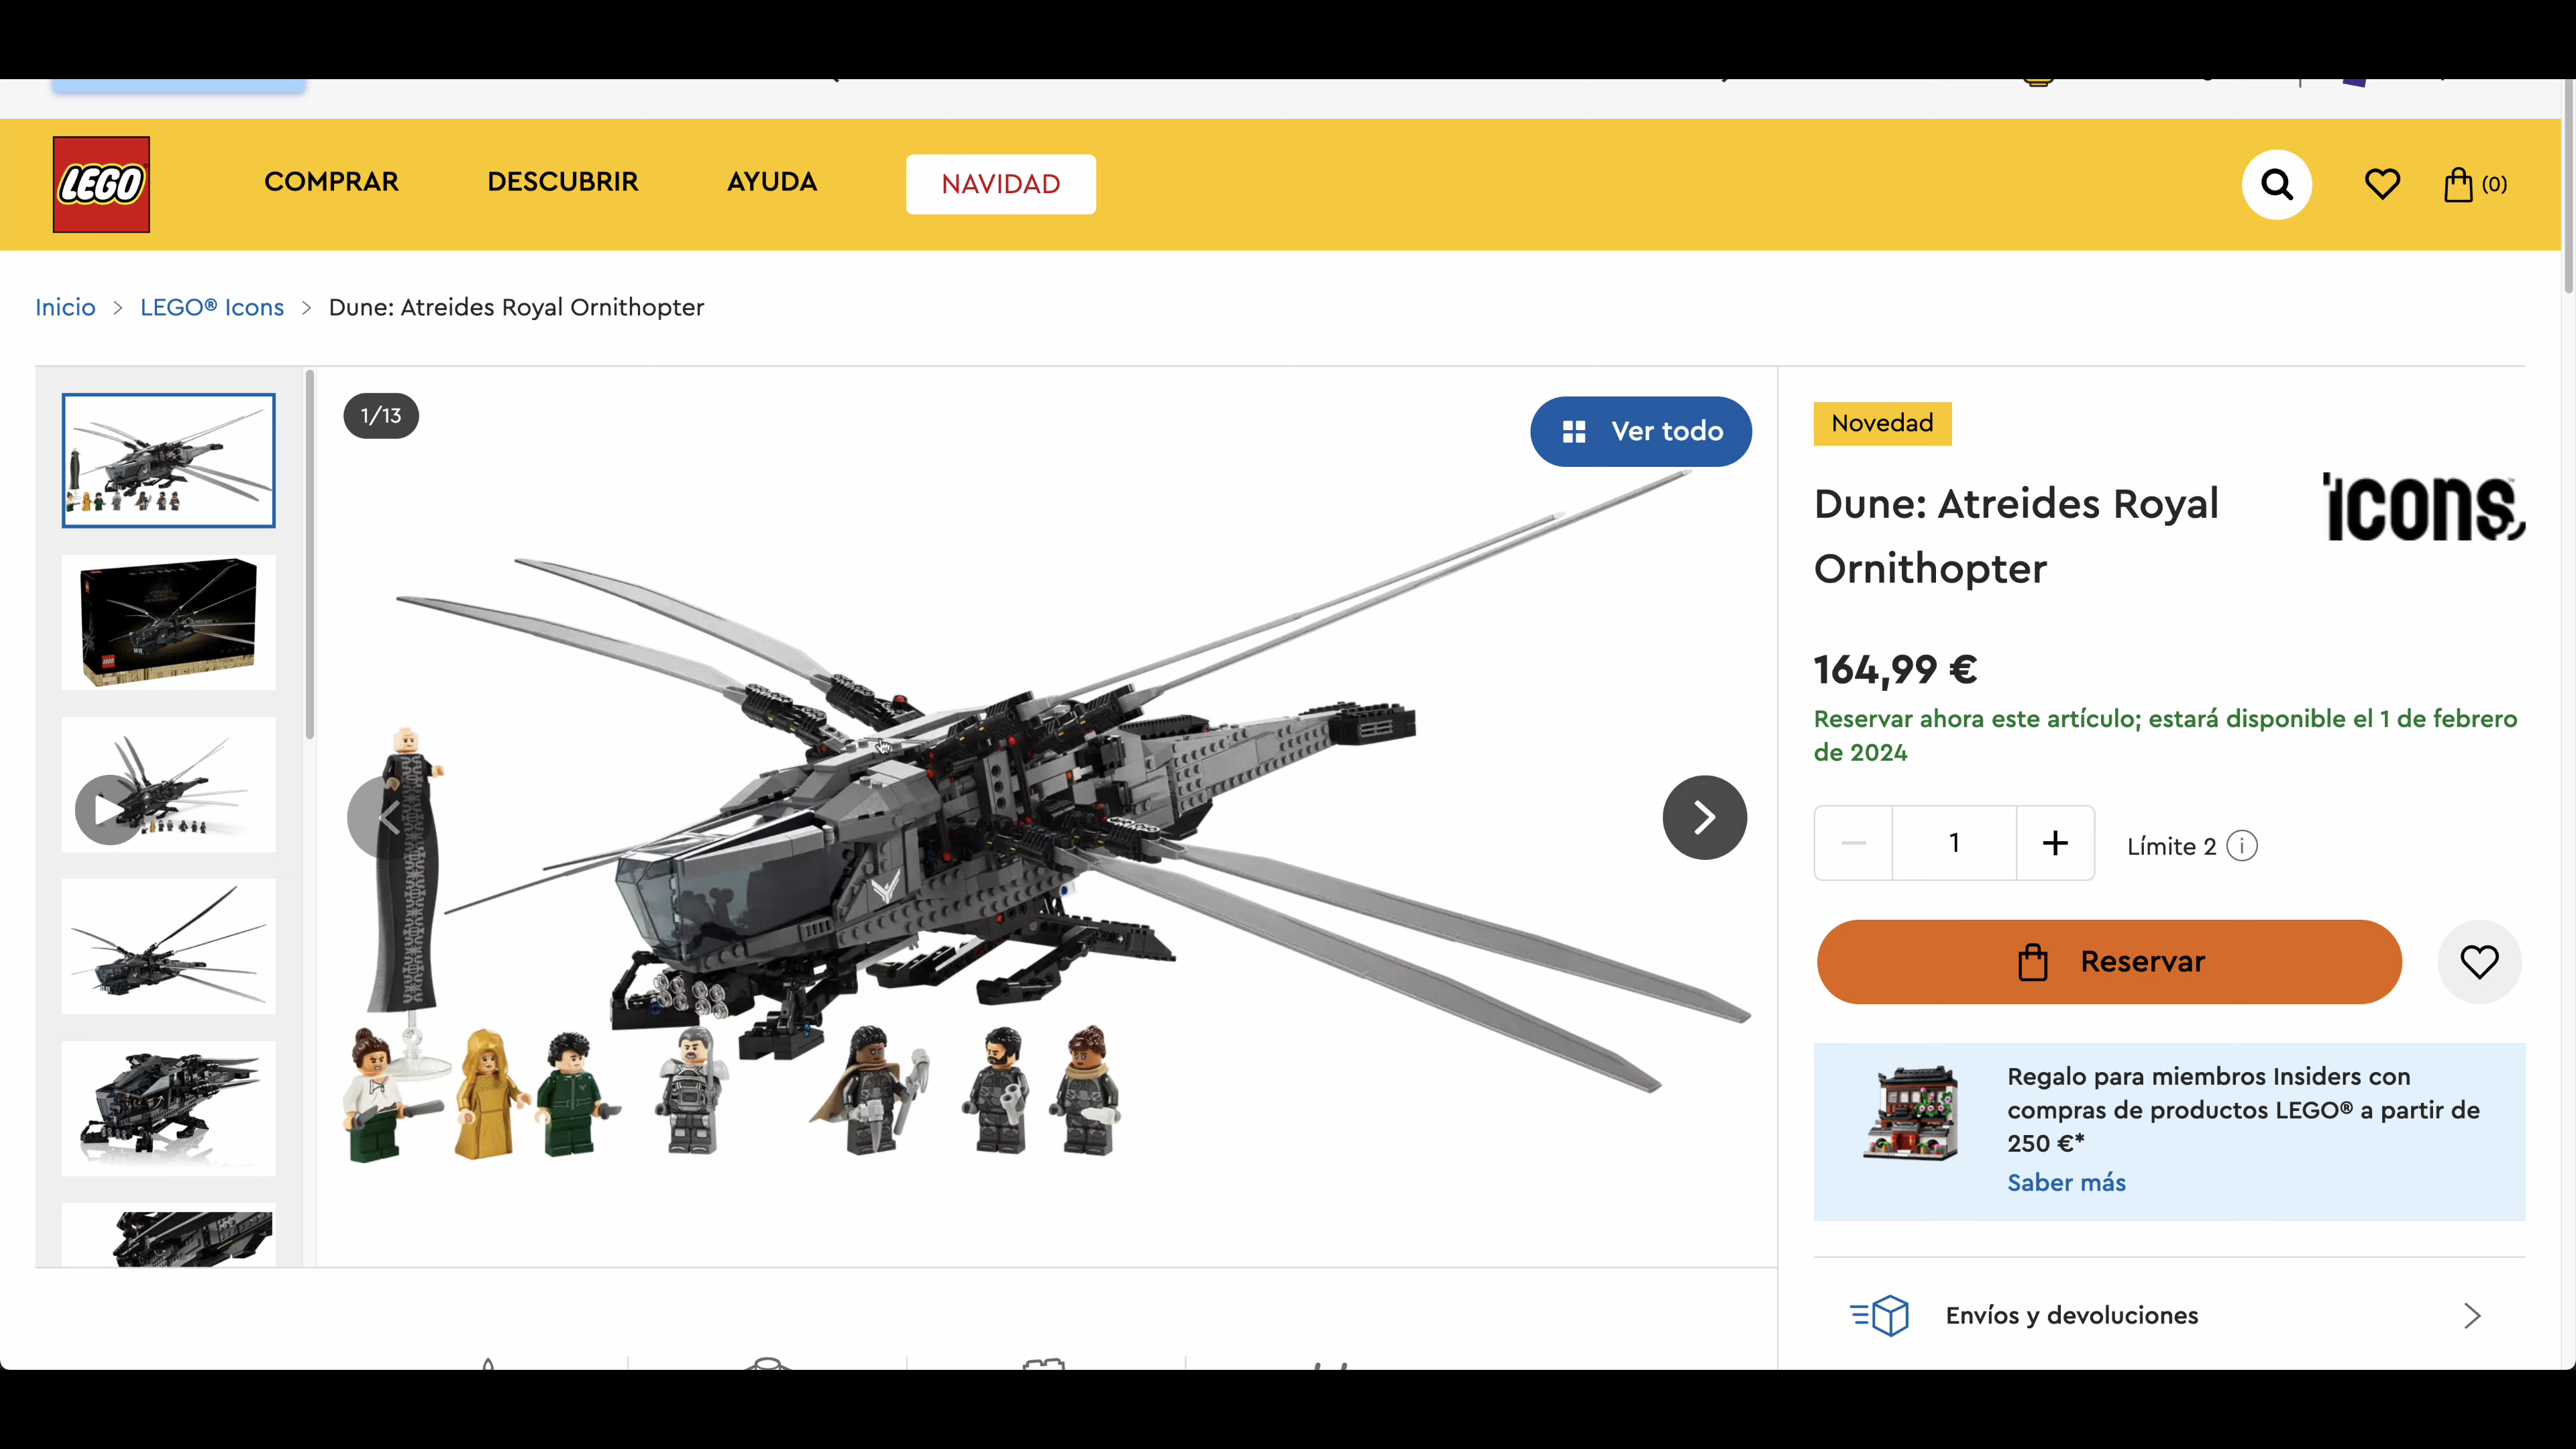 LEGO
COMPRAR
DESCUBRIR
AYUDA
NAVIDAD
(0)
Inicio > LEGO® Icons > Dune: Atreides Royal Ornithopter
1/13
Ver todo
Novedad
Dune: Atreides Royal
Ornithopter
icons
164,99 €
Reservar ahora este artículo; estará disponible el 1 de febrero
de 2024
1
Límite 2
Reservar
Regalo para miembros Insiders con
compras de productos LEGO® a partir de
250 €*
Saber más
Envíos y devoluciones